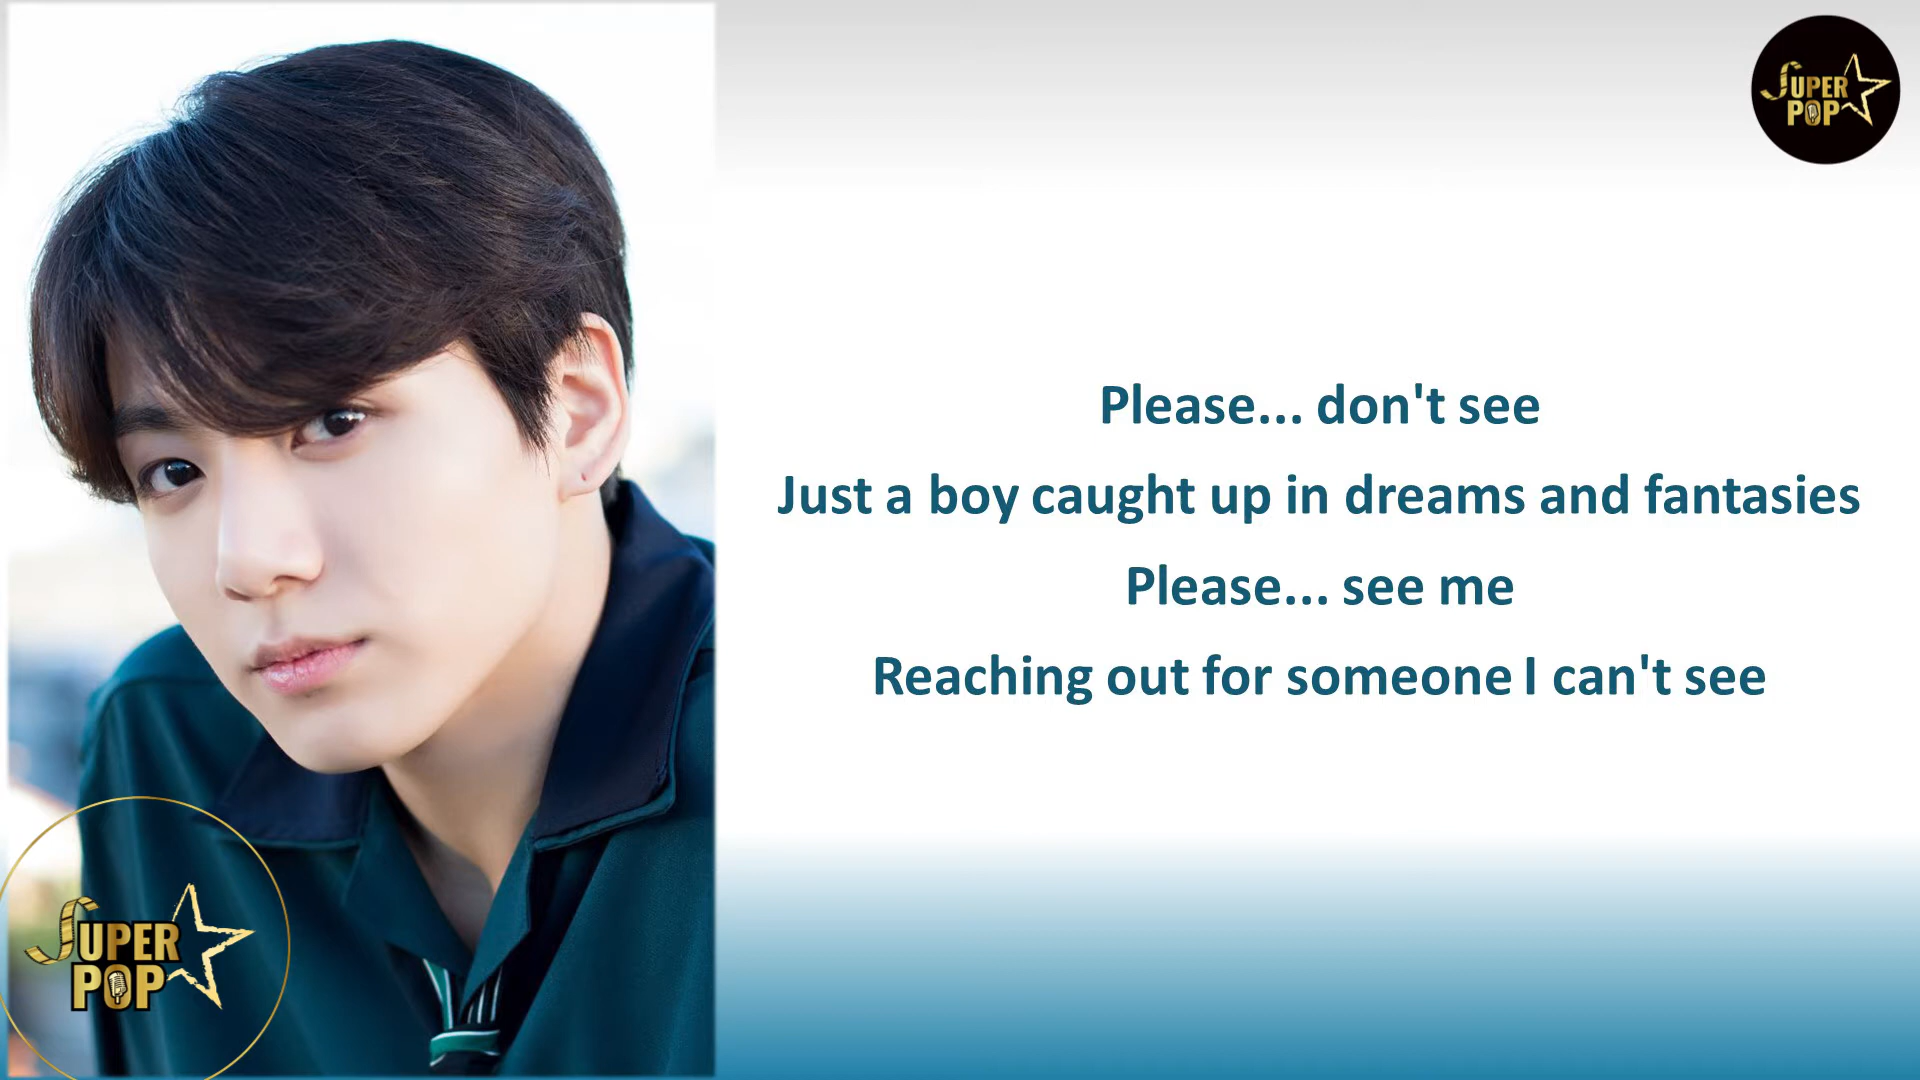 SUPER
POP
Please... don't see
Just a boy caught up in dreams and fantasies
Please... see me
Reaching out for someone I can't see
SUPER
POP